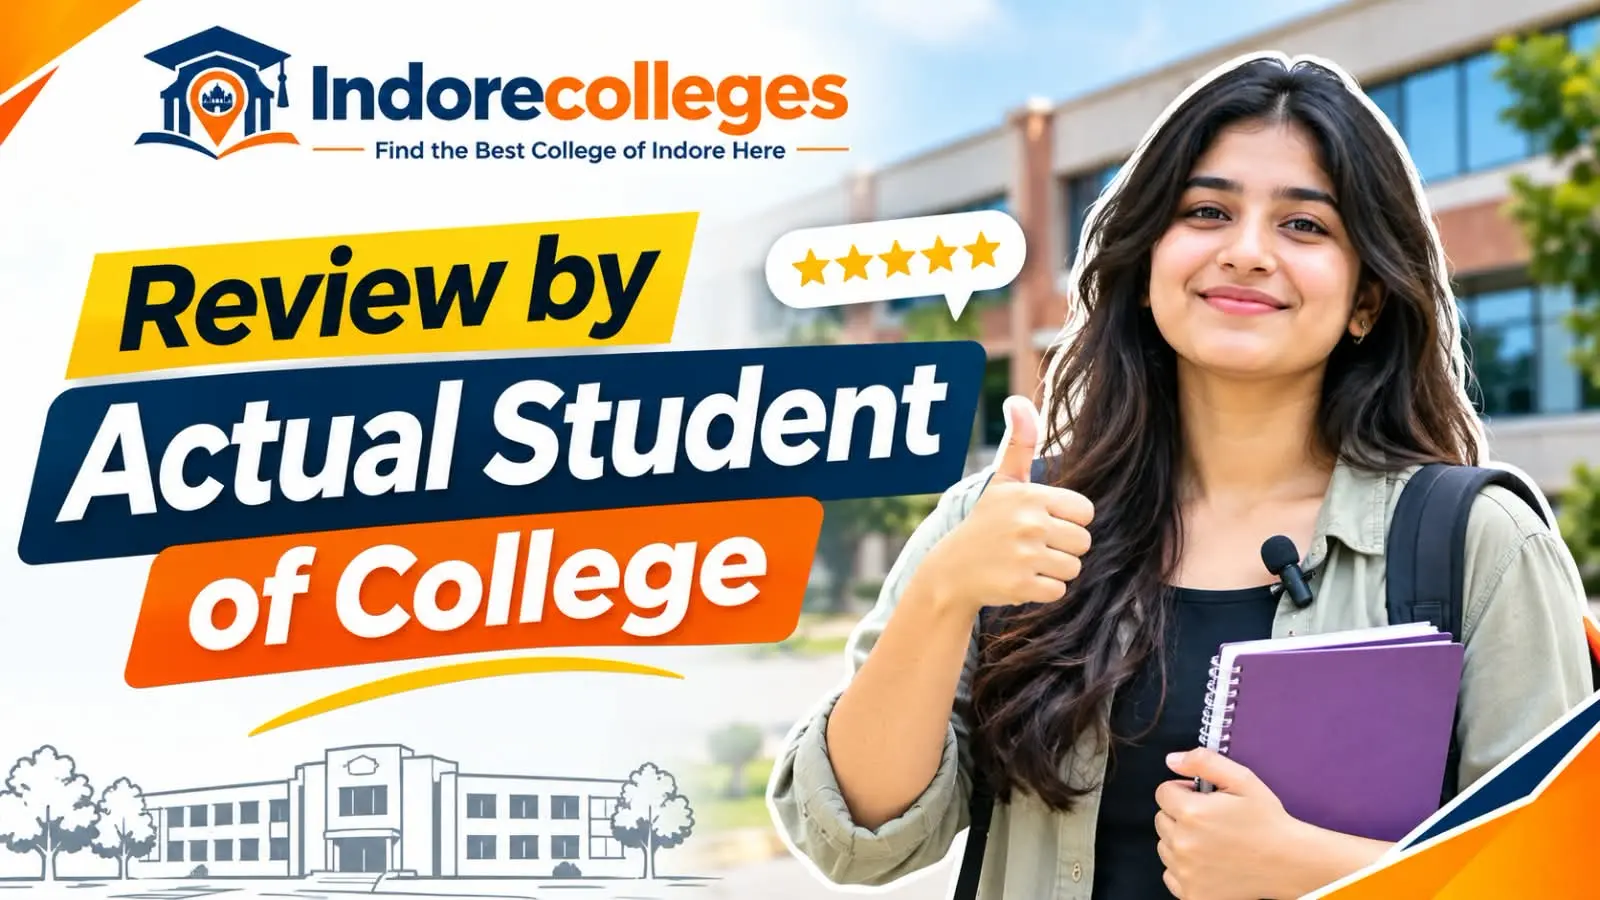 Indorecolleges
Find the Best College of Indore Here
Review by
Actual Student
of College